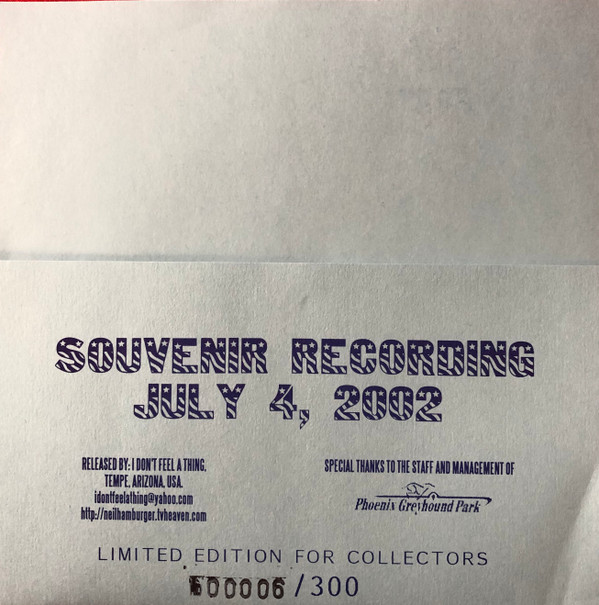 SOUVENIR RECORDING
JULY 4, 2002
RELEASED BY: I DON'T FEEL A THING,
TEMPE, ARIZONA, USA.
idontfeelathing@yahoo.com
http://neilhamburger.tvheaven.com
SPECIAL THANKS TO THE STAFF AND MANAGEMENT OF
Phoenix Greyhound Park
LIMITED EDITION FOR COLLECTORS
/300